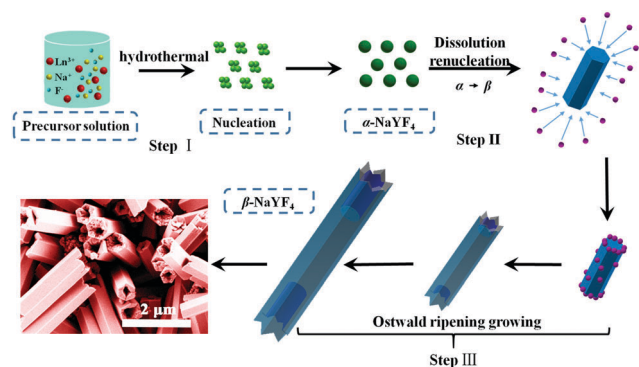 Ln³⁺
Na⁺
F⁻
hydrothermal
Dissolution
renucleation
α → β
Precursor solution
Nucleation
α-NaYF₄
Step Ⅰ
Step II
β-NaYF₄
2 μm
Ostwald ripening growing
Step Ⅲ